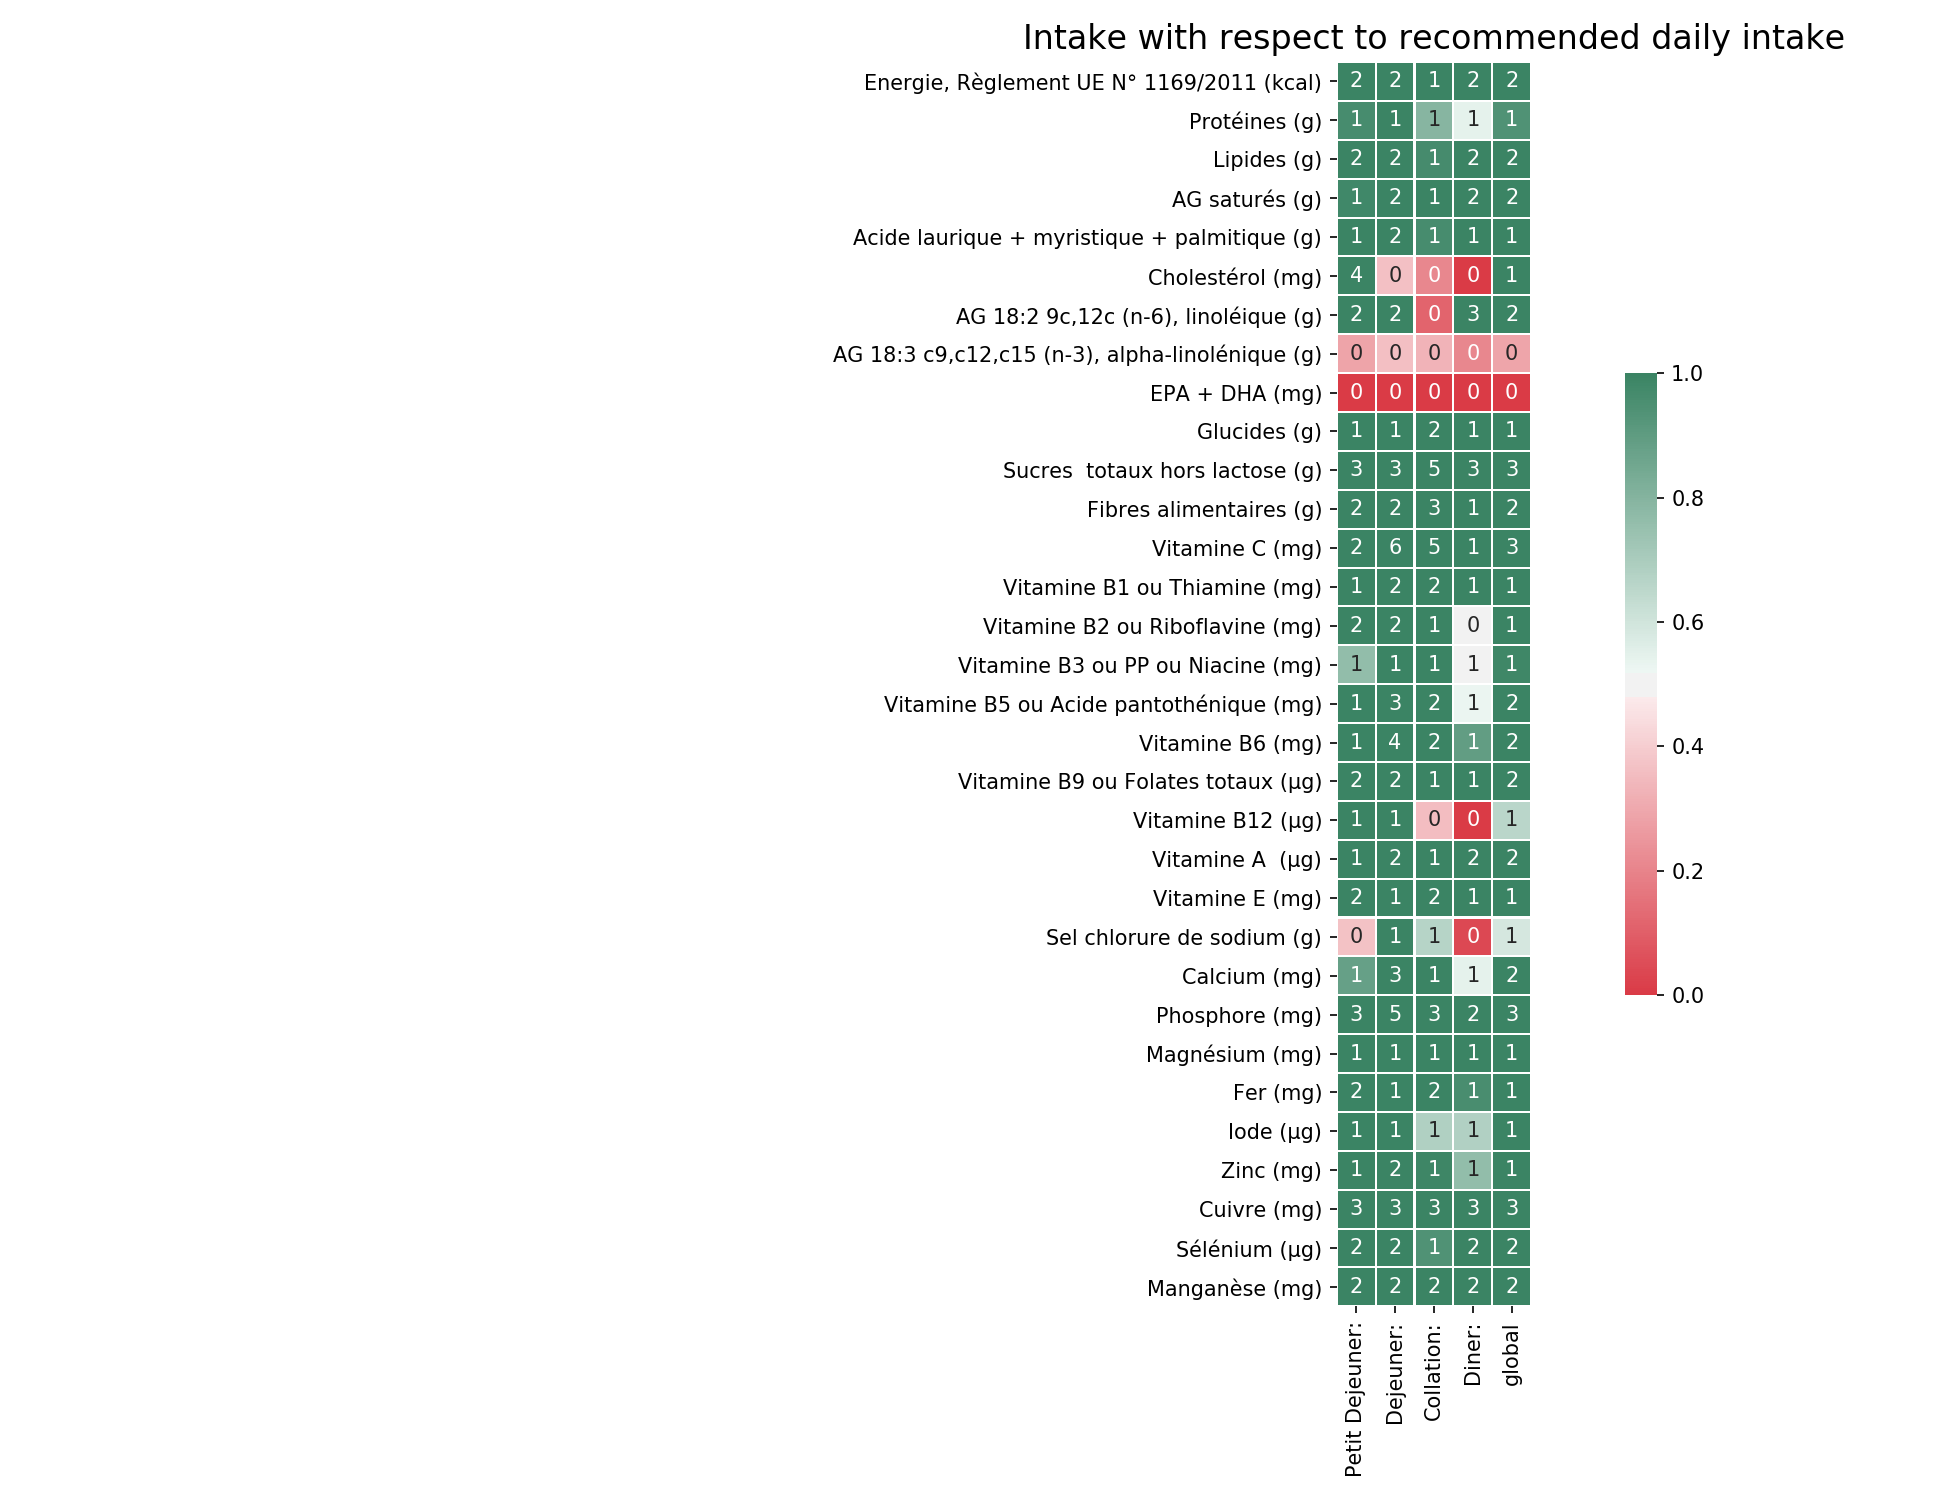 Intake with respect to recommended daily intake
Energie, Règlement UE N° 1169/2011 (kcal) 2 2 1 2 2
Protéines (g) 1 1 1 1 1
Lipides (g) 2 2 1 2 2
AG saturés (g) 1 2 1 2 2
Acide laurique + myristique + palmitique (g) 1 2 1 1 1
Cholestérol (mg) 4 0 0 0 1
AG 18:2 9c,12c (n-6), linoléique (g) 2 2 0 3 2
AG 18:3 c9,c12,c15 (n-3), alpha-linolénique (g) 0 0 0 0 0
EPA + DHA (mg) 0 0 0 0 0
Glucides (g) 1 1 2 1 1
Sucres  totaux hors lactose (g) 3 3 5 3 3
Fibres alimentaires (g) 2 2 3 1 2
Vitamine C (mg) 2 6 5 1 3
Vitamine B1 ou Thiamine (mg) 1 2 2 1 1
Vitamine B2 ou Riboflavine (mg) 2 2 1 0 1
Vitamine B3 ou PP ou Niacine (mg) 1 1 1 1 1
Vitamine B5 ou Acide pantothénique (mg) 1 3 2 1 2
Vitamine B6 (mg) 1 4 2 1 2
Vitamine B9 ou Folates totaux (µg) 2 2 1 1 2
Vitamine B12 (µg) 1 1 0 0 1
Vitamine A  (µg) 1 2 1 2 2
Vitamine E (mg) 2 1 2 1 1
Sel chlorure de sodium (g) 0 1 1 0 1
Calcium (mg) 1 3 1 1 2
Phosphore (mg) 3 5 3 2 3
Magnésium (mg) 1 1 1 1 1
Fer (mg) 2 1 2 1 1
Iode (µg) 1 1 1 1 1
Zinc (mg) 1 2 1 1 1
Cuivre (mg) 3 3 3 3 3
Sélénium (µg) 2 2 1 2 2
Manganèse (mg) 2 2 2 2 2
Petit Dejeuner:
Dejeuner:
Collation:
Diner:
global
1.0
0.8
0.6
0.4
0.2
0.0